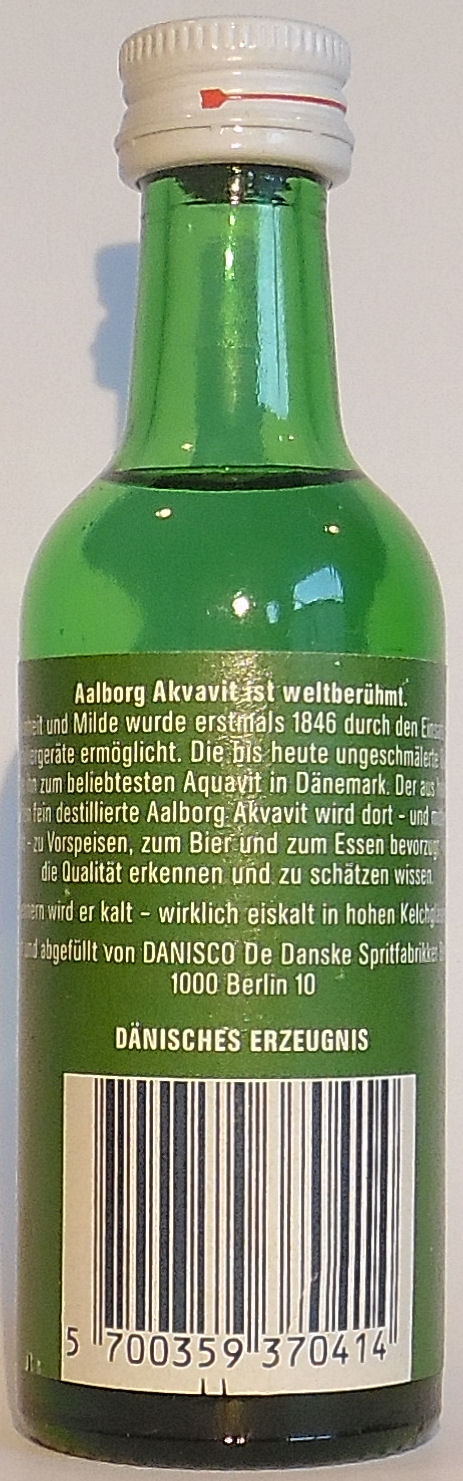 Aalborg Akvavit ist weltberühmt.
und Milde wurde erstmals 1846 durch den
ermöglicht. Die bis heute ungeschmälerte
zum beliebtesten Aquavit in Dänemark. Der aus
fein destillierte Aalborg Akvavit wird dort - und
- zu Vorspeisen, zum Bier und zum Essen
die Qualität erkennen und zu schätzen wissen.
wird er kalt – wirklich eiskalt in hohen
und abgefüllt von DANISCO De Danske Spritfabrikker
1000 Berlin 10
DÄNISCHES ERZEUGNIS
5 700359 370414